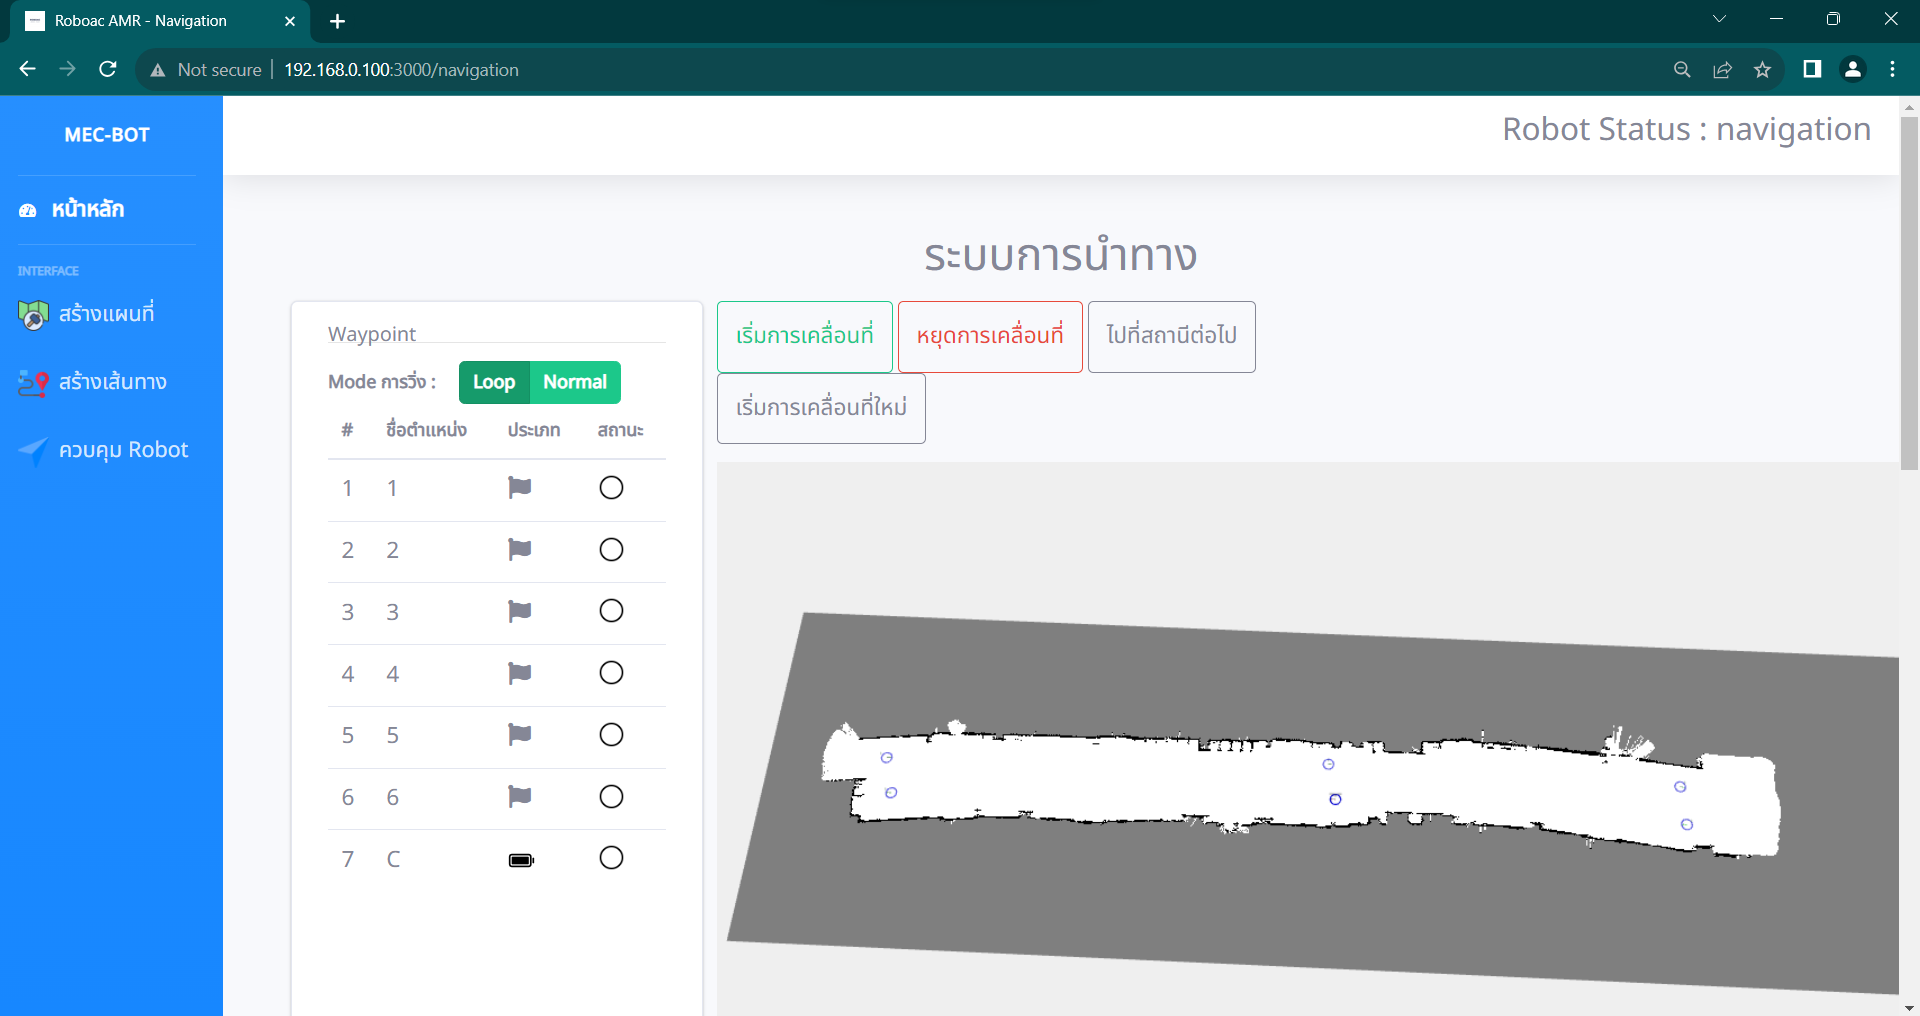 Roboac AMR - Navigation
Not secure
192.168.0.100:3000/navigation
MEC-BOT
หน้าหลัก
INTERFACE
สร้างแผนที่
สร้างเส้นทาง
ควบคุม Robot
Robot Status : navigation
ระบบการนำทาง
Waypoint
Mode การวิ่ง :
Loop
Normal
# ชื่อตำแหน่ง ประเภท สถานะ
1 1
2 2
3 3
4 4
5 5
6 6
7 C
เริ่มการเคลื่อนที่
หยุดการเคลื่อนที่
ไปที่สถานีต่อไป
เริ่มการเคลื่อนที่ใหม่